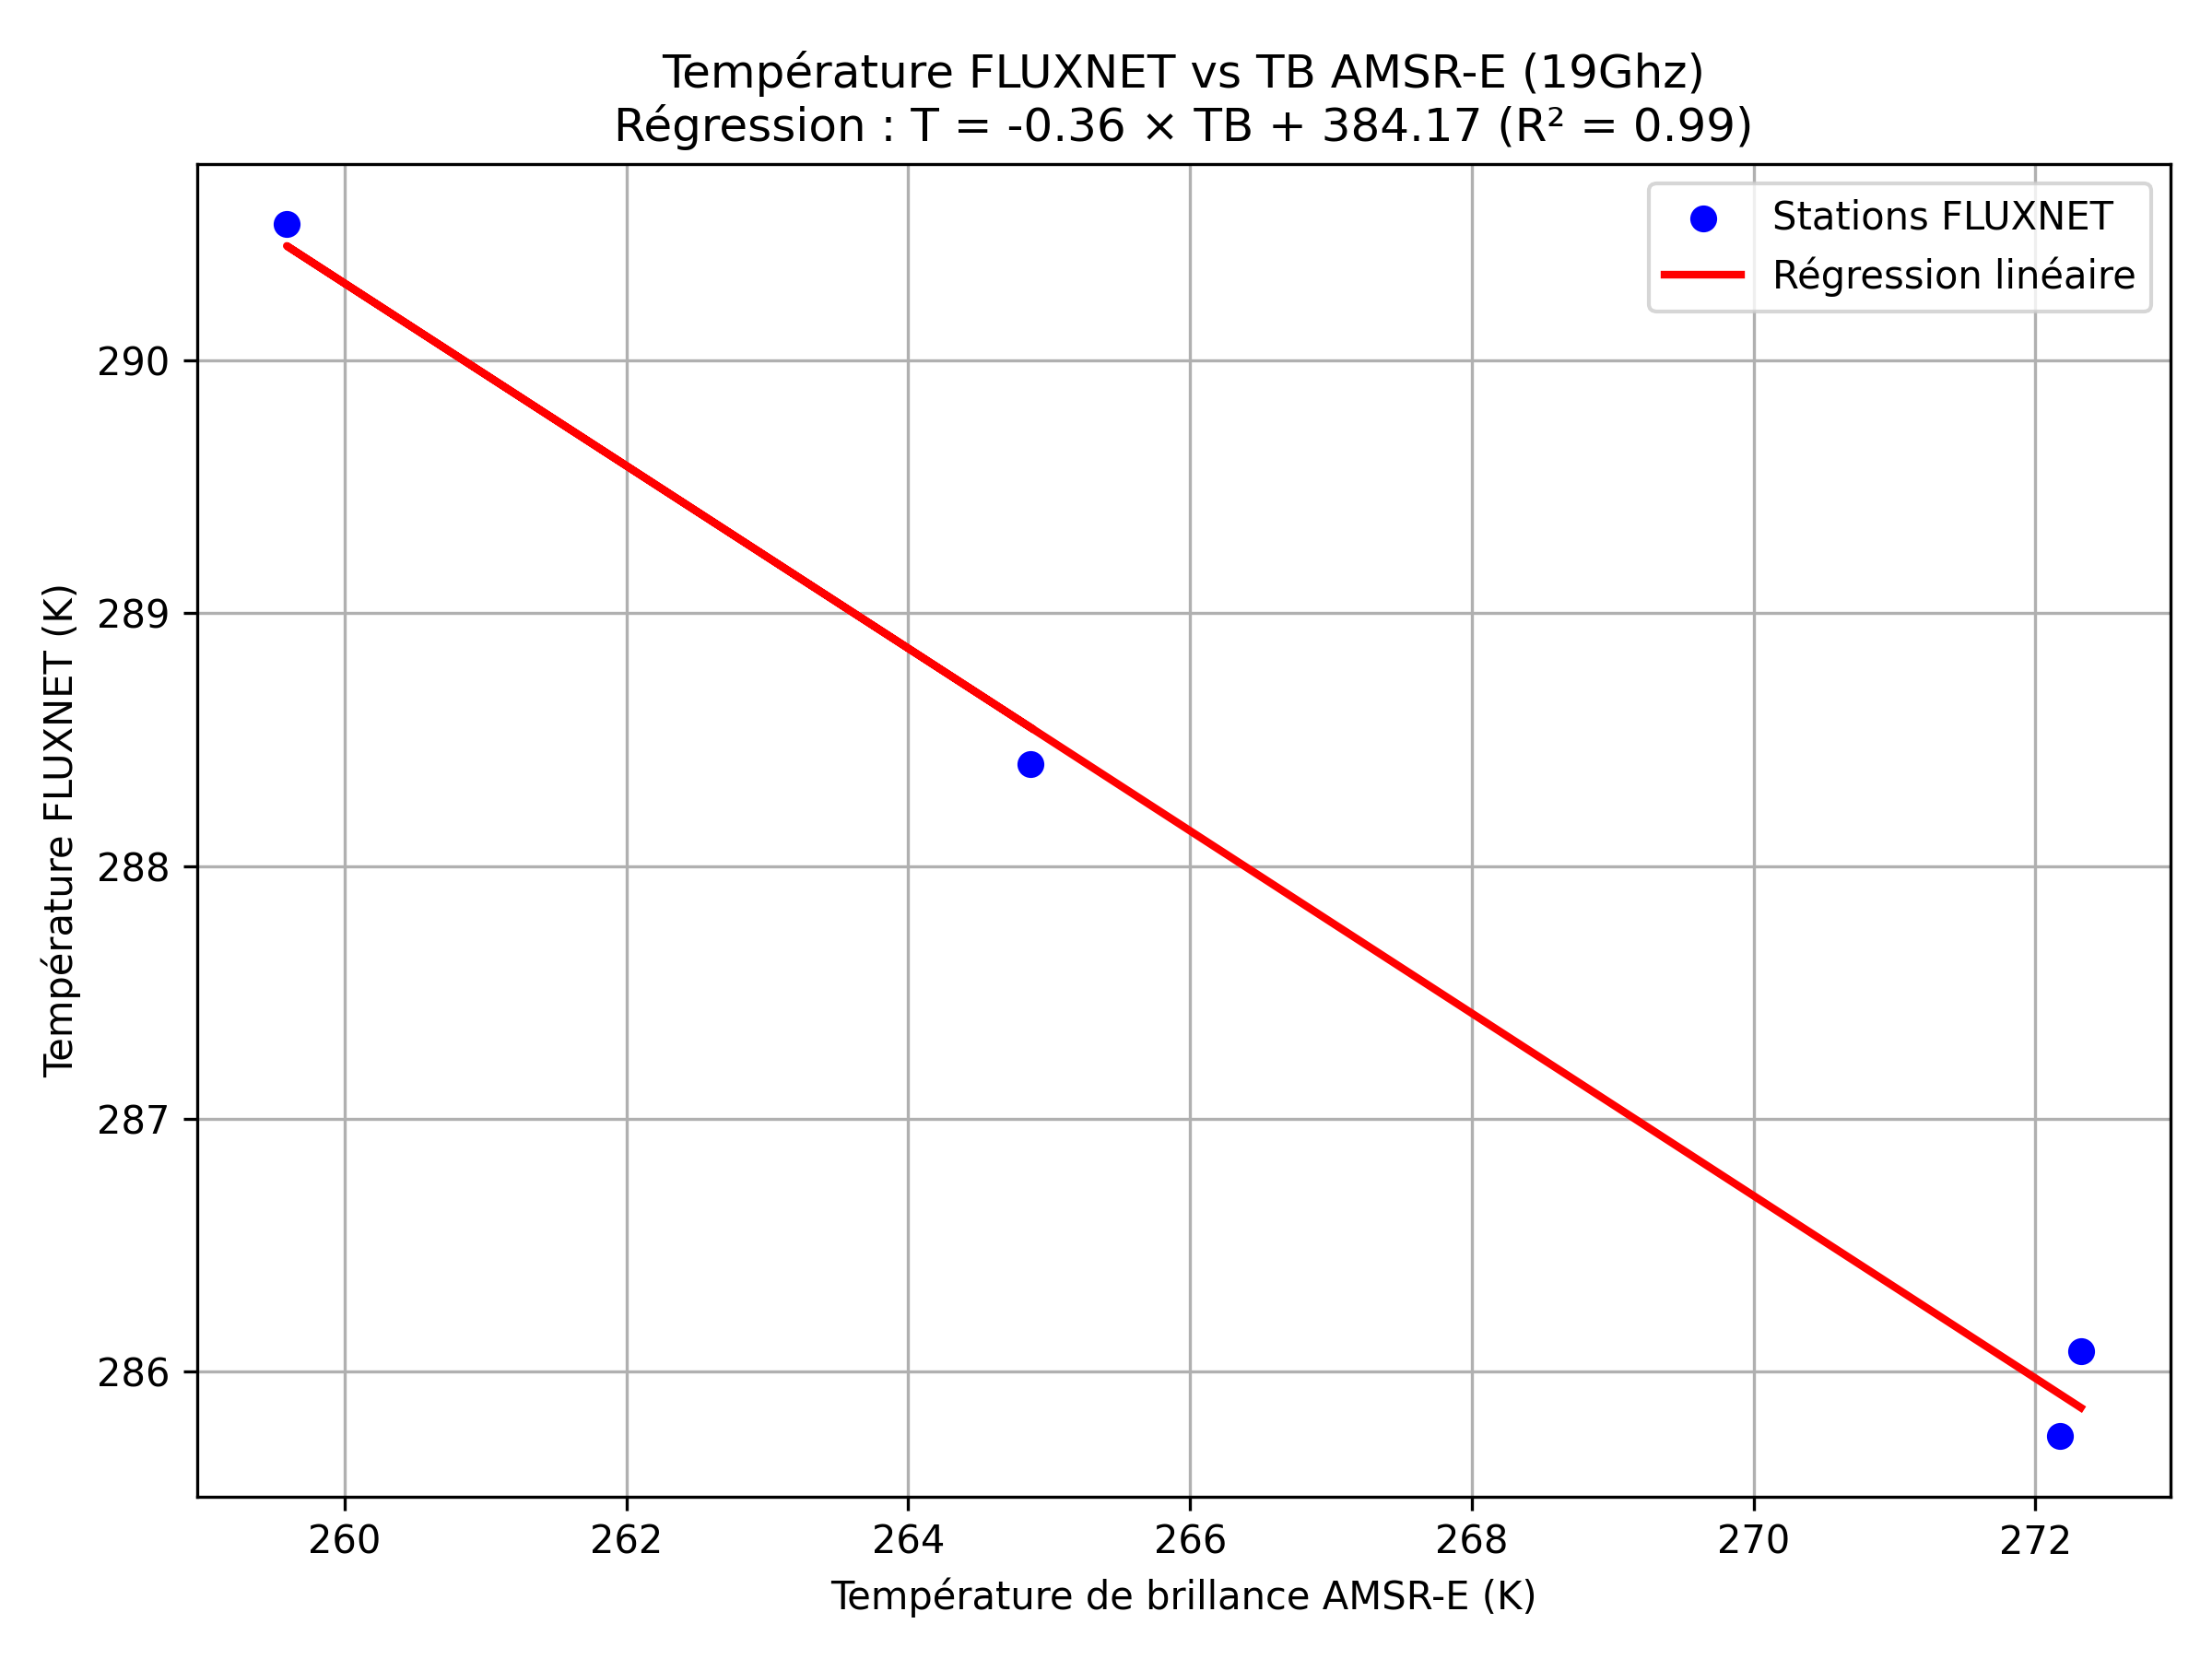 Température FLUXNET vs TB AMSR-E (19Ghz)
Régression : T = -0.36 × TB + 384.17 (R² = 0.99)
Stations FLUXNET
Régression linéaire
Température FLUXNET (K)
290
289
288
287
286
260 262 264 266 268 270 272
Température de brillance AMSR-E (K)